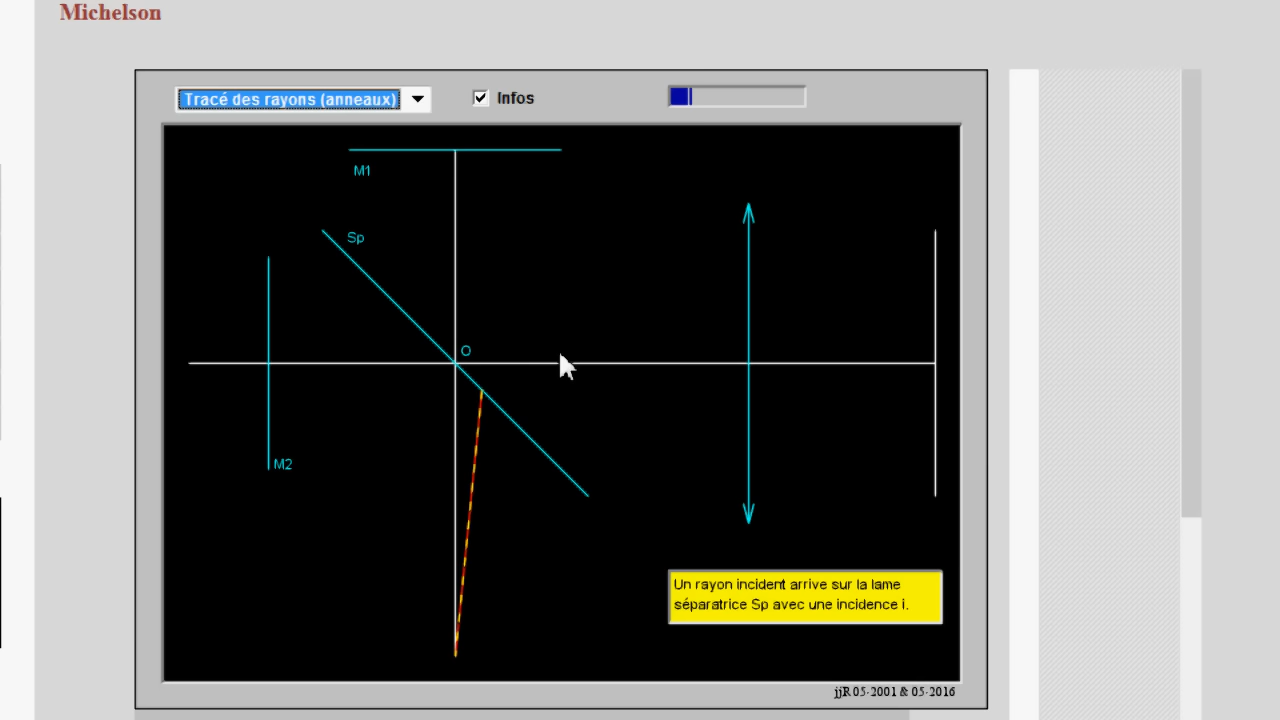 Michelson
Tracé des rayons (anneaux)
Infos
M1
Sp
O
M2
Un rayon incident arrive sur la lame
séparatrice Sp avec une incidence i.
jjR 05-2001 & 05-2016